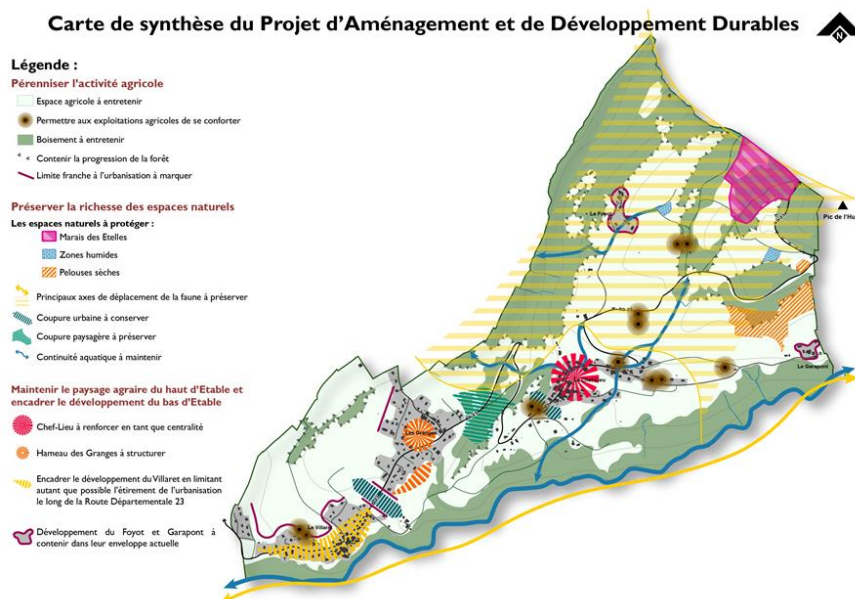 Carte de synthèse du Projet d'Aménagement et de Développement Durables
N
Légende :
Pérenniser l'activité agricole
Espace agricole à entretenir
Permettre aux exploitations agricoles de se conforter
Boisement à entretenir
Contenir la progression de la forêt
Limite franche à l'urbanisation à marquer
Préserver la richesse des espaces naturels
Les espaces naturels à protéger :
Marais des Etelles
Zones humides
Pelouses sèches
Principaux axes de déplacement de la faune à préserver
Coupure urbaine à conserver
Coupure paysagère à préserver
Continuité aquatique à maintenir
Maintenir le paysage agraire du haut d'Etable et
encadrer le développement du bas d'Etable
Chef-Lieu à renforcer en tant que centralité
Hameau des Granges à structurer
Encadrer le développement du Villaret en limitant
autant que possible l'étirement de l'urbanisation
le long de la Route Départementale 23
Développement du Foyot et Garapont à
contenir dans leur enveloppe actuelle
Pic de l'Hu
Le Foyot
Le Garapont
Les Granges
Le Villaret